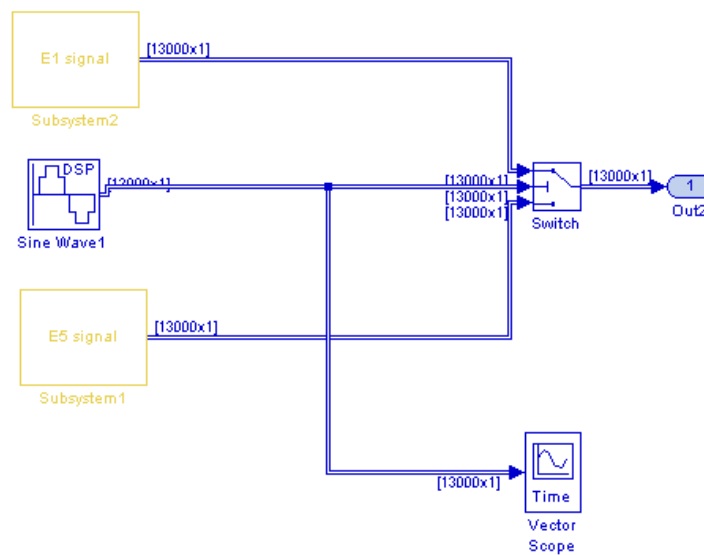 [13000x1]
E1 signal
Subsystem2
DSP
[13000x1]
[13000x1]
[13000x1]
[13000x1]
[13000x1]
1
Sine Wave1
Switch
Out2
E5 signal
[13000x1]
Subsystem1
[13000x1]
Time
Vector
Scope